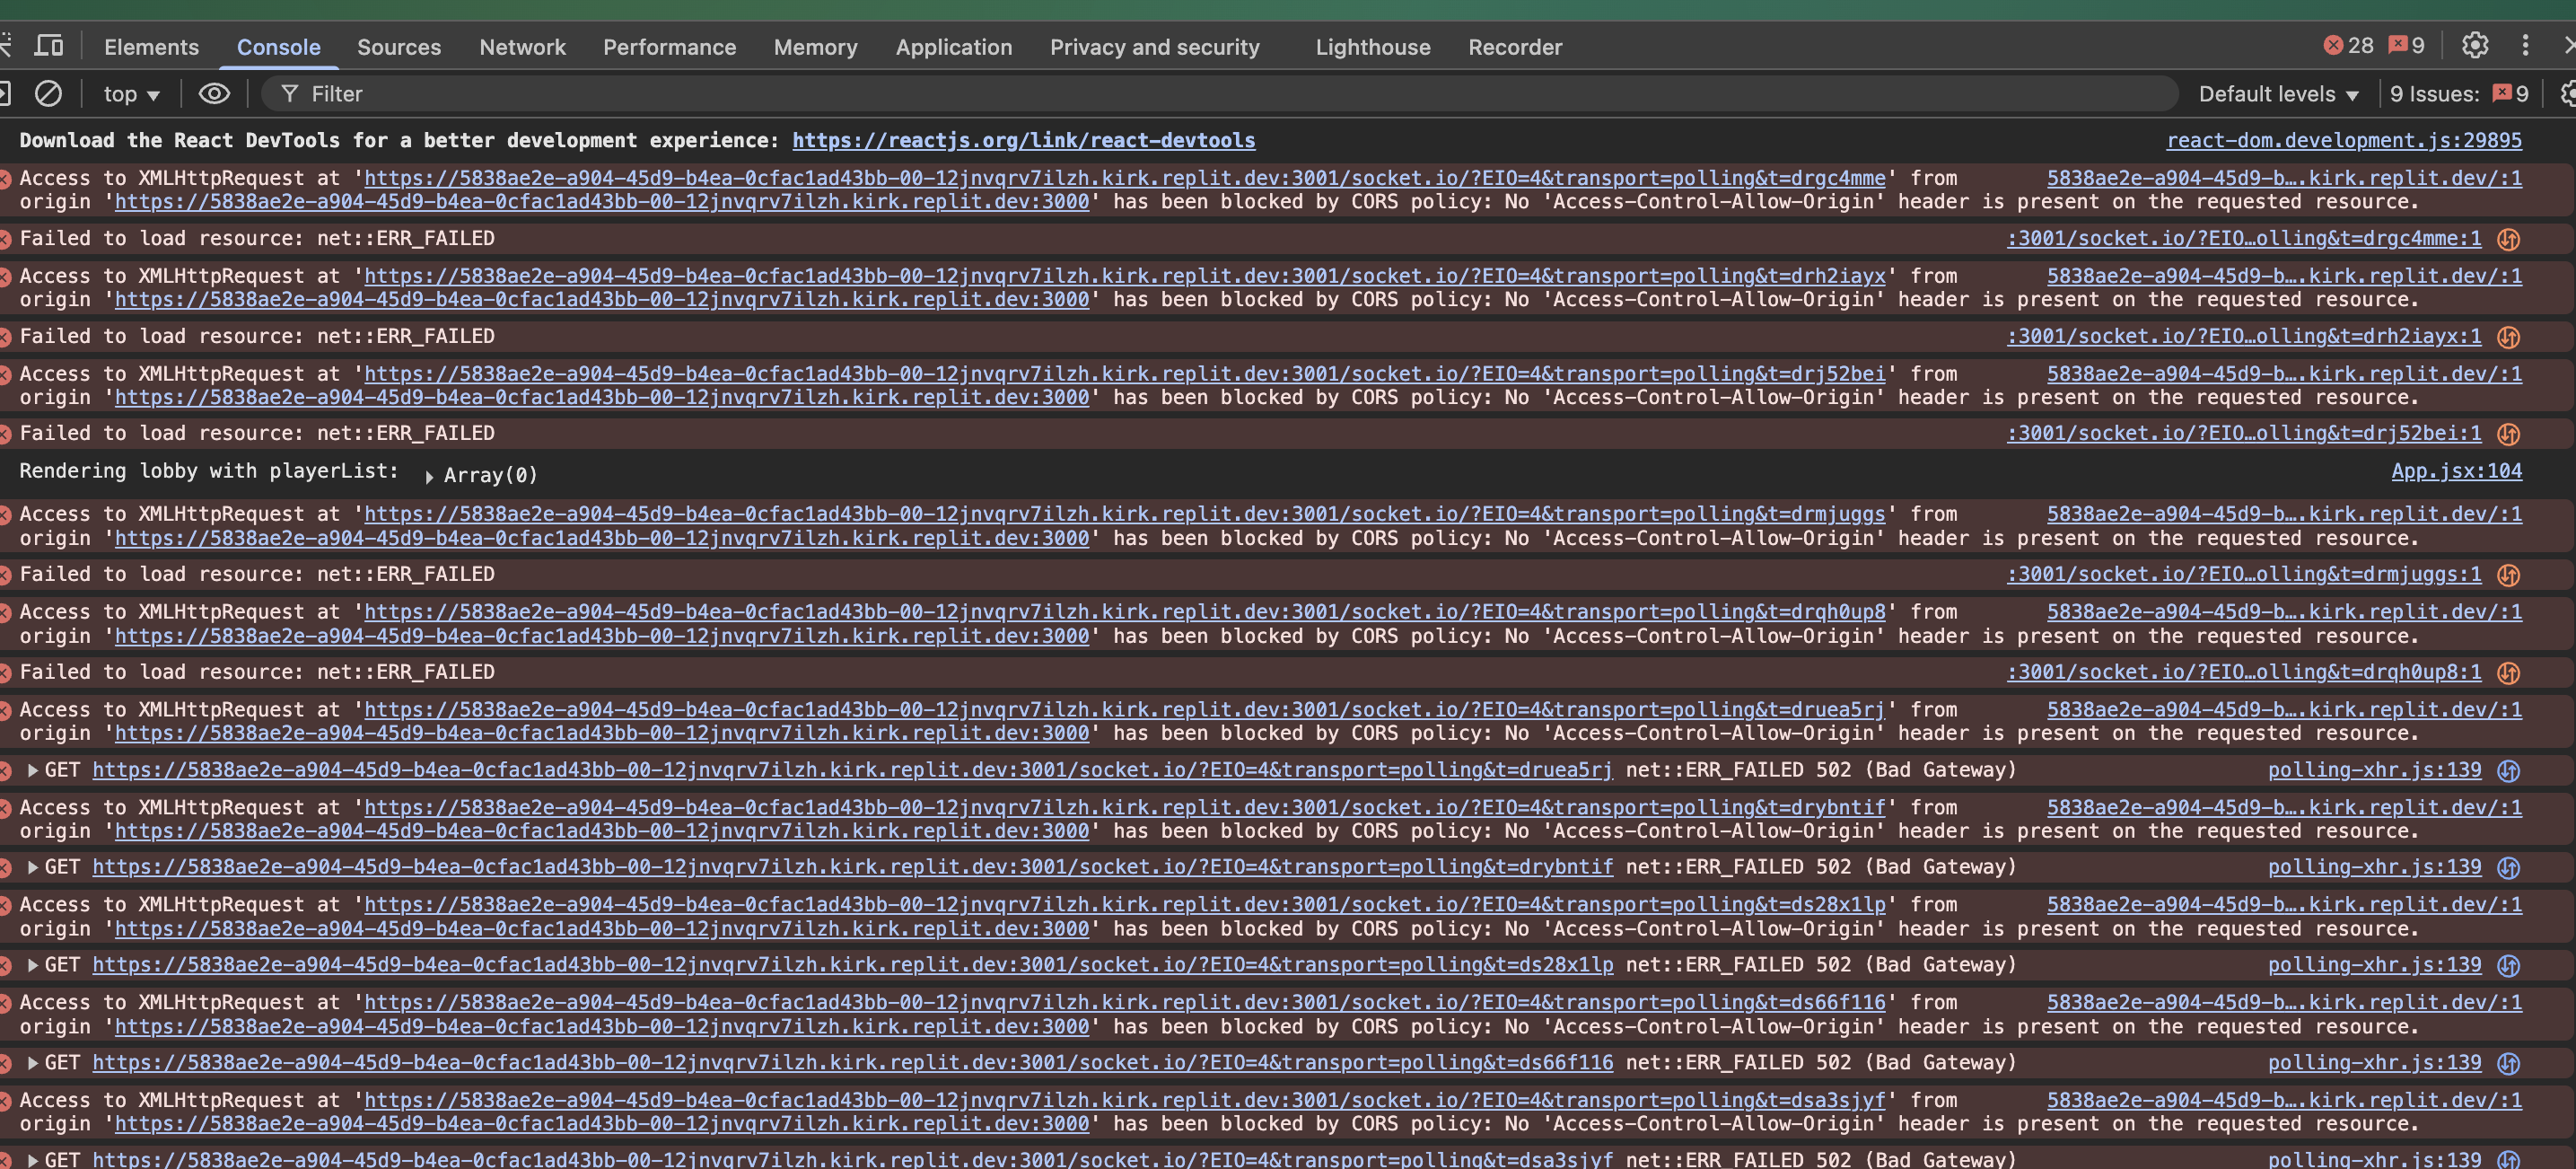 Elements Console Sources Network Performance Memory Application Privacy and security Lighthouse Recorder 28 9
top Filter Default levels 9 Issues: 9
Download the React DevTools for a better development experience: https://reactjs.org/link/react-devtools react-dom.development.js:29895
Access to XMLHttpRequest at 'https://5838ae2e-a904-45d9-b4ea-0cfac1ad43bb-00-12jnvqrv7ilzh.kirk.replit.dev:3001/socket.io/?EIO=4&transport=polling&t=drgc4mme' from 5838ae2e-a904-45d9-b….kirk.replit.dev/:1
origin 'https://5838ae2e-a904-45d9-b4ea-0cfac1ad43bb-00-12jnvqrv7ilzh.kirk.replit.dev:3000' has been blocked by CORS policy: No 'Access-Control-Allow-Origin' header is present on the requested resource.
Failed to load resource: net::ERR_FAILED :3001/socket.io/?EIO…olling&t=drgc4mme:1
Access to XMLHttpRequest at 'https://5838ae2e-a904-45d9-b4ea-0cfac1ad43bb-00-12jnvqrv7ilzh.kirk.replit.dev:3001/socket.io/?EIO=4&transport=polling&t=drh2iayx' from 5838ae2e-a904-45d9-b….kirk.replit.dev/:1
origin 'https://5838ae2e-a904-45d9-b4ea-0cfac1ad43bb-00-12jnvqrv7ilzh.kirk.replit.dev:3000' has been blocked by CORS policy: No 'Access-Control-Allow-Origin' header is present on the requested resource.
Failed to load resource: net::ERR_FAILED :3001/socket.io/?EIO…olling&t=drh2iayx:1
Access to XMLHttpRequest at 'https://5838ae2e-a904-45d9-b4ea-0cfac1ad43bb-00-12jnvqrv7ilzh.kirk.replit.dev:3001/socket.io/?EIO=4&transport=polling&t=drj52bei' from 5838ae2e-a904-45d9-b….kirk.replit.dev/:1
origin 'https://5838ae2e-a904-45d9-b4ea-0cfac1ad43bb-00-12jnvqrv7ilzh.kirk.replit.dev:3000' has been blocked by CORS policy: No 'Access-Control-Allow-Origin' header is present on the requested resource.
Failed to load resource: net::ERR_FAILED :3001/socket.io/?EIO…olling&t=drj52bei:1
Rendering lobby with playerList: Array(0) App.jsx:104
Access to XMLHttpRequest at 'https://5838ae2e-a904-45d9-b4ea-0cfac1ad43bb-00-12jnvqrv7ilzh.kirk.replit.dev:3001/socket.io/?EIO=4&transport=polling&t=drmjuggs' from 5838ae2e-a904-45d9-b….kirk.replit.dev/:1
origin 'https://5838ae2e-a904-45d9-b4ea-0cfac1ad43bb-00-12jnvqrv7ilzh.kirk.replit.dev:3000' has been blocked by CORS policy: No 'Access-Control-Allow-Origin' header is present on the requested resource.
Failed to load resource: net::ERR_FAILED :3001/socket.io/?EIO…olling&t=drmjuggs:1
Access to XMLHttpRequest at 'https://5838ae2e-a904-45d9-b4ea-0cfac1ad43bb-00-12jnvqrv7ilzh.kirk.replit.dev:3001/socket.io/?EIO=4&transport=polling&t=drqh0up8' from 5838ae2e-a904-45d9-b….kirk.replit.dev/:1
origin 'https://5838ae2e-a904-45d9-b4ea-0cfac1ad43bb-00-12jnvqrv7ilzh.kirk.replit.dev:3000' has been blocked by CORS policy: No 'Access-Control-Allow-Origin' header is present on the requested resource.
Failed to load resource: net::ERR_FAILED :3001/socket.io/?EIO…olling&t=drqh0up8:1
Access to XMLHttpRequest at 'https://5838ae2e-a904-45d9-b4ea-0cfac1ad43bb-00-12jnvqrv7ilzh.kirk.replit.dev:3001/socket.io/?EIO=4&transport=polling&t=druea5rj' from 5838ae2e-a904-45d9-b….kirk.replit.dev/:1
origin 'https://5838ae2e-a904-45d9-b4ea-0cfac1ad43bb-00-12jnvqrv7ilzh.kirk.replit.dev:3000' has been blocked by CORS policy: No 'Access-Control-Allow-Origin' header is present on the requested resource.
GET https://5838ae2e-a904-45d9-b4ea-0cfac1ad43bb-00-12jnvqrv7ilzh.kirk.replit.dev:3001/socket.io/?EIO=4&transport=polling&t=druea5rj net::ERR_FAILED 502 (Bad Gateway) polling-xhr.js:139
Access to XMLHttpRequest at 'https://5838ae2e-a904-45d9-b4ea-0cfac1ad43bb-00-12jnvqrv7ilzh.kirk.replit.dev:3001/socket.io/?EIO=4&transport=polling&t=drybntif' from 5838ae2e-a904-45d9-b….kirk.replit.dev/:1
origin 'https://5838ae2e-a904-45d9-b4ea-0cfac1ad43bb-00-12jnvqrv7ilzh.kirk.replit.dev:3000' has been blocked by CORS policy: No 'Access-Control-Allow-Origin' header is present on the requested resource.
GET https://5838ae2e-a904-45d9-b4ea-0cfac1ad43bb-00-12jnvqrv7ilzh.kirk.replit.dev:3001/socket.io/?EIO=4&transport=polling&t=drybntif net::ERR_FAILED 502 (Bad Gateway) polling-xhr.js:139
Access to XMLHttpRequest at 'https://5838ae2e-a904-45d9-b4ea-0cfac1ad43bb-00-12jnvqrv7ilzh.kirk.replit.dev:3001/socket.io/?EIO=4&transport=polling&t=ds28x1lp' from 5838ae2e-a904-45d9-b….kirk.replit.dev/:1
origin 'https://5838ae2e-a904-45d9-b4ea-0cfac1ad43bb-00-12jnvqrv7ilzh.kirk.replit.dev:3000' has been blocked by CORS policy: No 'Access-Control-Allow-Origin' header is present on the requested resource.
GET https://5838ae2e-a904-45d9-b4ea-0cfac1ad43bb-00-12jnvqrv7ilzh.kirk.replit.dev:3001/socket.io/?EIO=4&transport=polling&t=ds28x1lp net::ERR_FAILED 502 (Bad Gateway) polling-xhr.js:139
Access to XMLHttpRequest at 'https://5838ae2e-a904-45d9-b4ea-0cfac1ad43bb-00-12jnvqrv7ilzh.kirk.replit.dev:3001/socket.io/?EIO=4&transport=polling&t=ds66f116' from 5838ae2e-a904-45d9-b….kirk.replit.dev/:1
origin 'https://5838ae2e-a904-45d9-b4ea-0cfac1ad43bb-00-12jnvqrv7ilzh.kirk.replit.dev:3000' has been blocked by CORS policy: No 'Access-Control-Allow-Origin' header is present on the requested resource.
GET https://5838ae2e-a904-45d9-b4ea-0cfac1ad43bb-00-12jnvqrv7ilzh.kirk.replit.dev:3001/socket.io/?EIO=4&transport=polling&t=ds66f116 net::ERR_FAILED 502 (Bad Gateway) polling-xhr.js:139
Access to XMLHttpRequest at 'https://5838ae2e-a904-45d9-b4ea-0cfac1ad43bb-00-12jnvqrv7ilzh.kirk.replit.dev:3001/socket.io/?EIO=4&transport=polling&t=dsa3sjyf' from 5838ae2e-a904-45d9-b….kirk.replit.dev/:1
origin 'https://5838ae2e-a904-45d9-b4ea-0cfac1ad43bb-00-12jnvqrv7ilzh.kirk.replit.dev:3000' has been blocked by CORS policy: No 'Access-Control-Allow-Origin' header is present on the requested resource.
GET https://5838ae2e-a904-45d9-b4ea-0cfac1ad43bb-00-12jnvqrv7ilzh.kirk.replit.dev:3001/socket.io/?EIO=4&transport=polling&t=dsa3sjyf net::ERR_FAILED 502 (Bad Gateway) polling-xhr.js:139